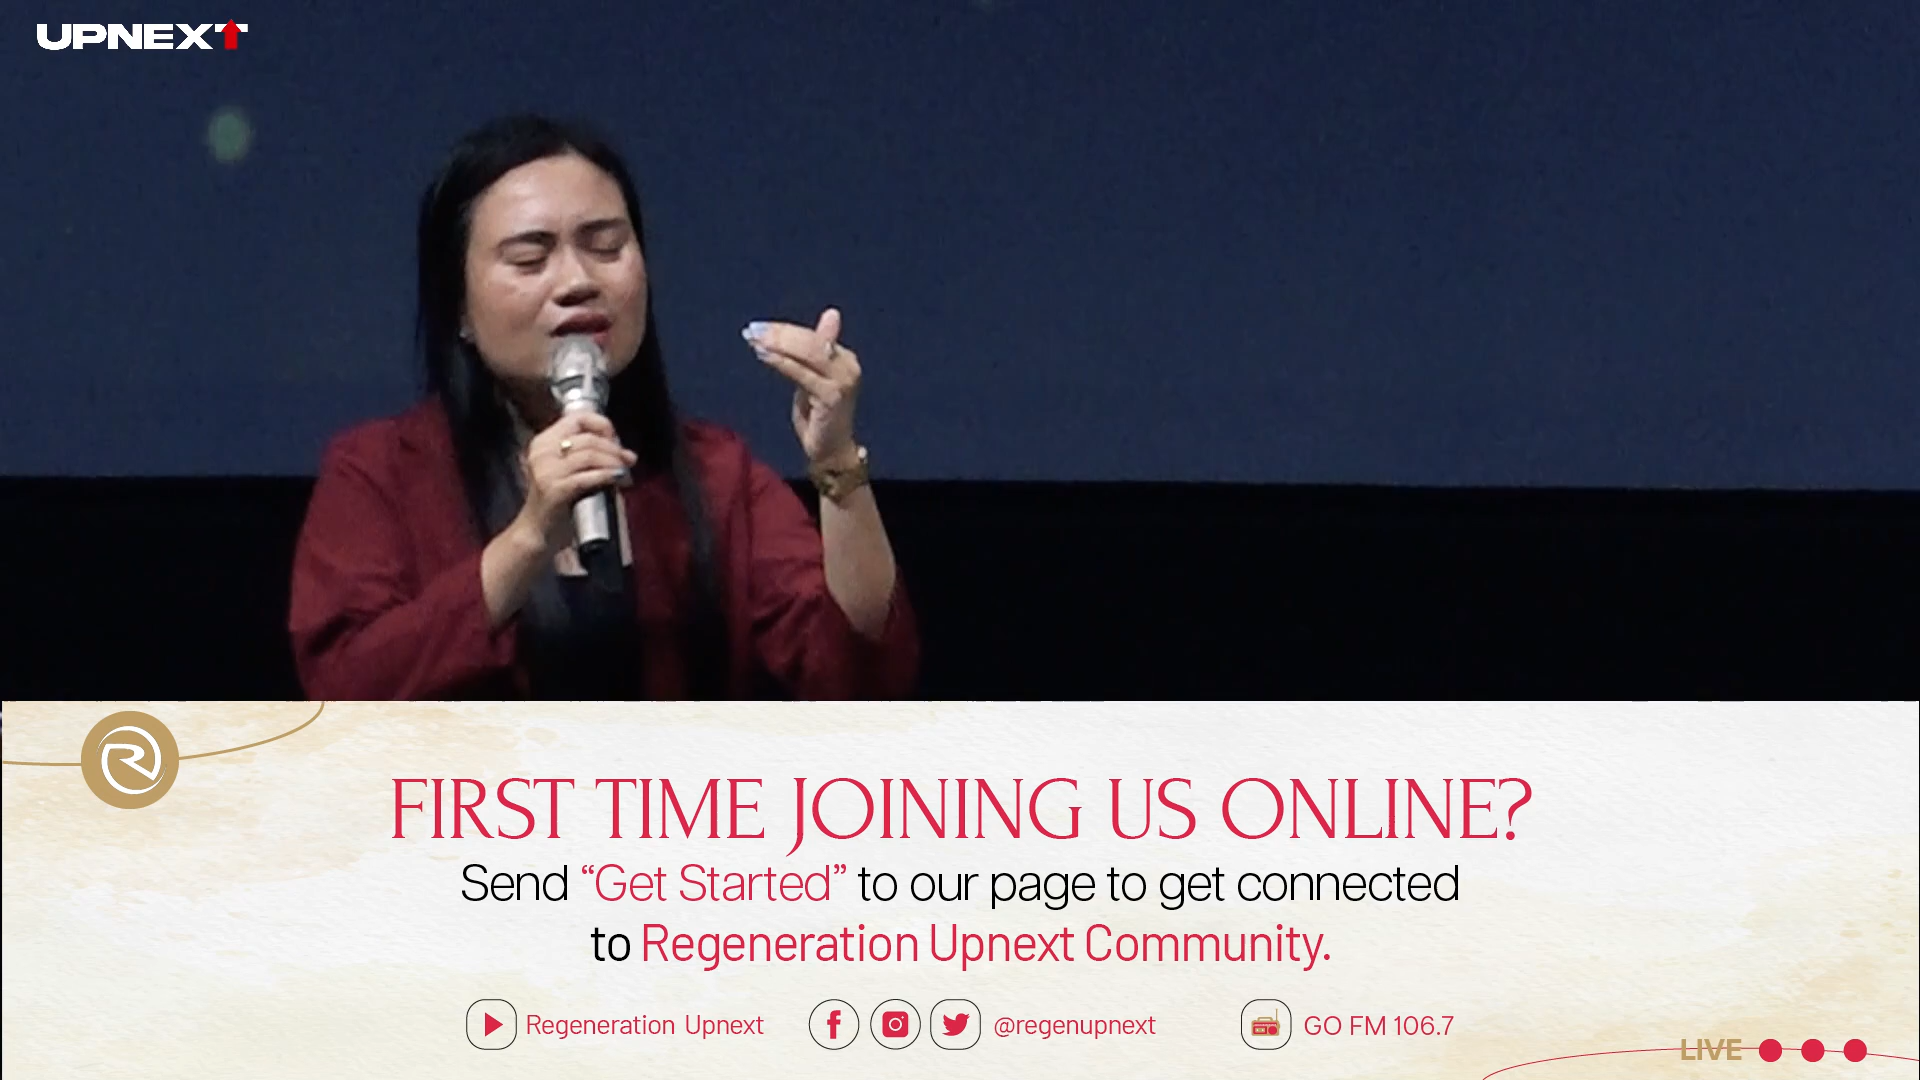 UPNEXT
R
FIRST TIME JOINING US ONLINE?
Send “Get Started” to our page to get connected
to Regeneration Upnext Community.
Regeneration Upnext @regenupnext GO FM 106.7
LIVE